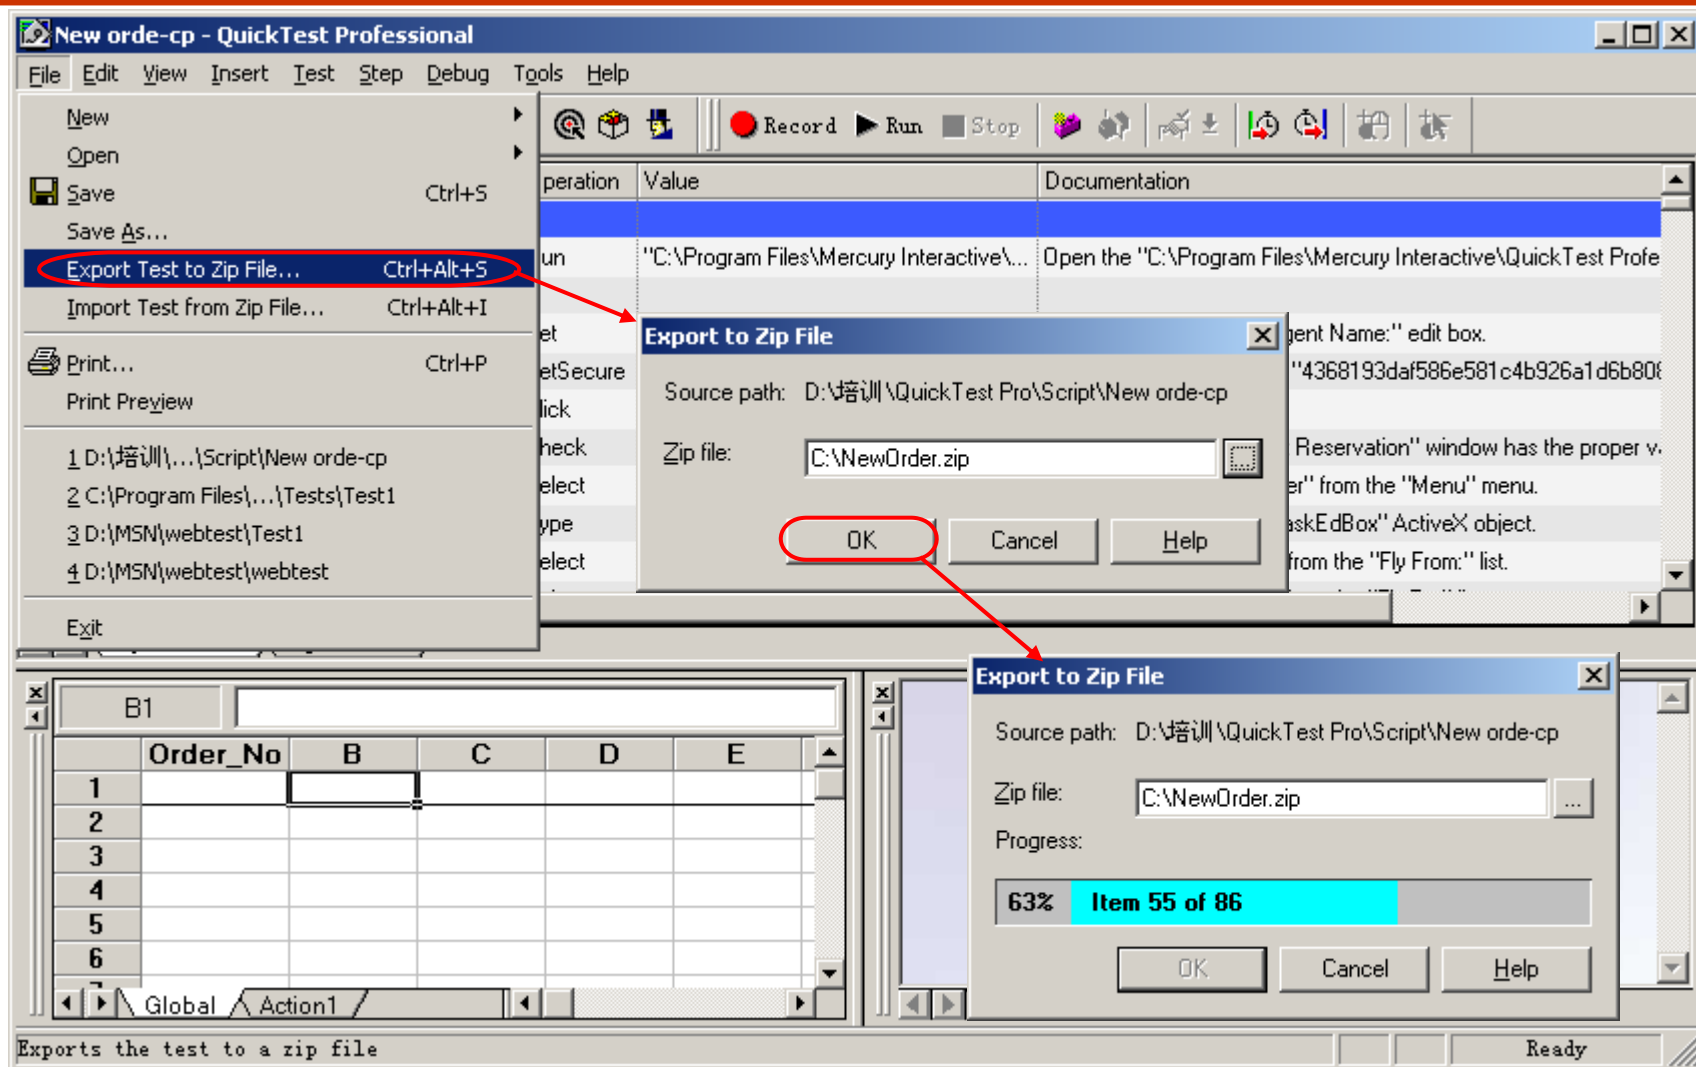 New orde-cp - QuickTest Professional
File Edit View Insert Test Step Debug Tools Help
New
Open
Save Ctrl+S
Save As...
Export Test to Zip File... Ctrl+Alt+S
Import Test from Zip File... Ctrl+Alt+I
Print... Ctrl+P
Print Preview
1 D:\培训\...\Script\New orde-cp
2 C:\Program Files\...\Tests\Test1
3 D:\MSN\webtest\Test1
4 D:\MSN\webtest\webtest
Exit
Record Run Stop
peration Value Documentation
un "C:\Program Files\Mercury Interactive\... Open the "C:\Program Files\Mercury Interactive\QuickTest Profe
et gent Name:" edit box.
etSecure "4368193daf586e581c4b926a1d6b808
lick
heck Reservation" window has the proper v
elect er" from the "Menu" menu.
ype askEdBox" ActiveX object.
elect from the "Fly From:" list.
Export to Zip File
Source path: D:\培训\QuickTest Pro\Script\New orde-cp
Zip file: C:\NewOrder.zip
OK Cancel Help
Export to Zip File
Source path: D:\培训\QuickTest Pro\Script\New orde-cp
Zip file: C:\NewOrder.zip ...
Progress:
63% Item 55 of 86
OK Cancel Help
B1
Order_No B C D E
1
2
3
4
5
6
Global Action1
Exports the test to a zip file Ready